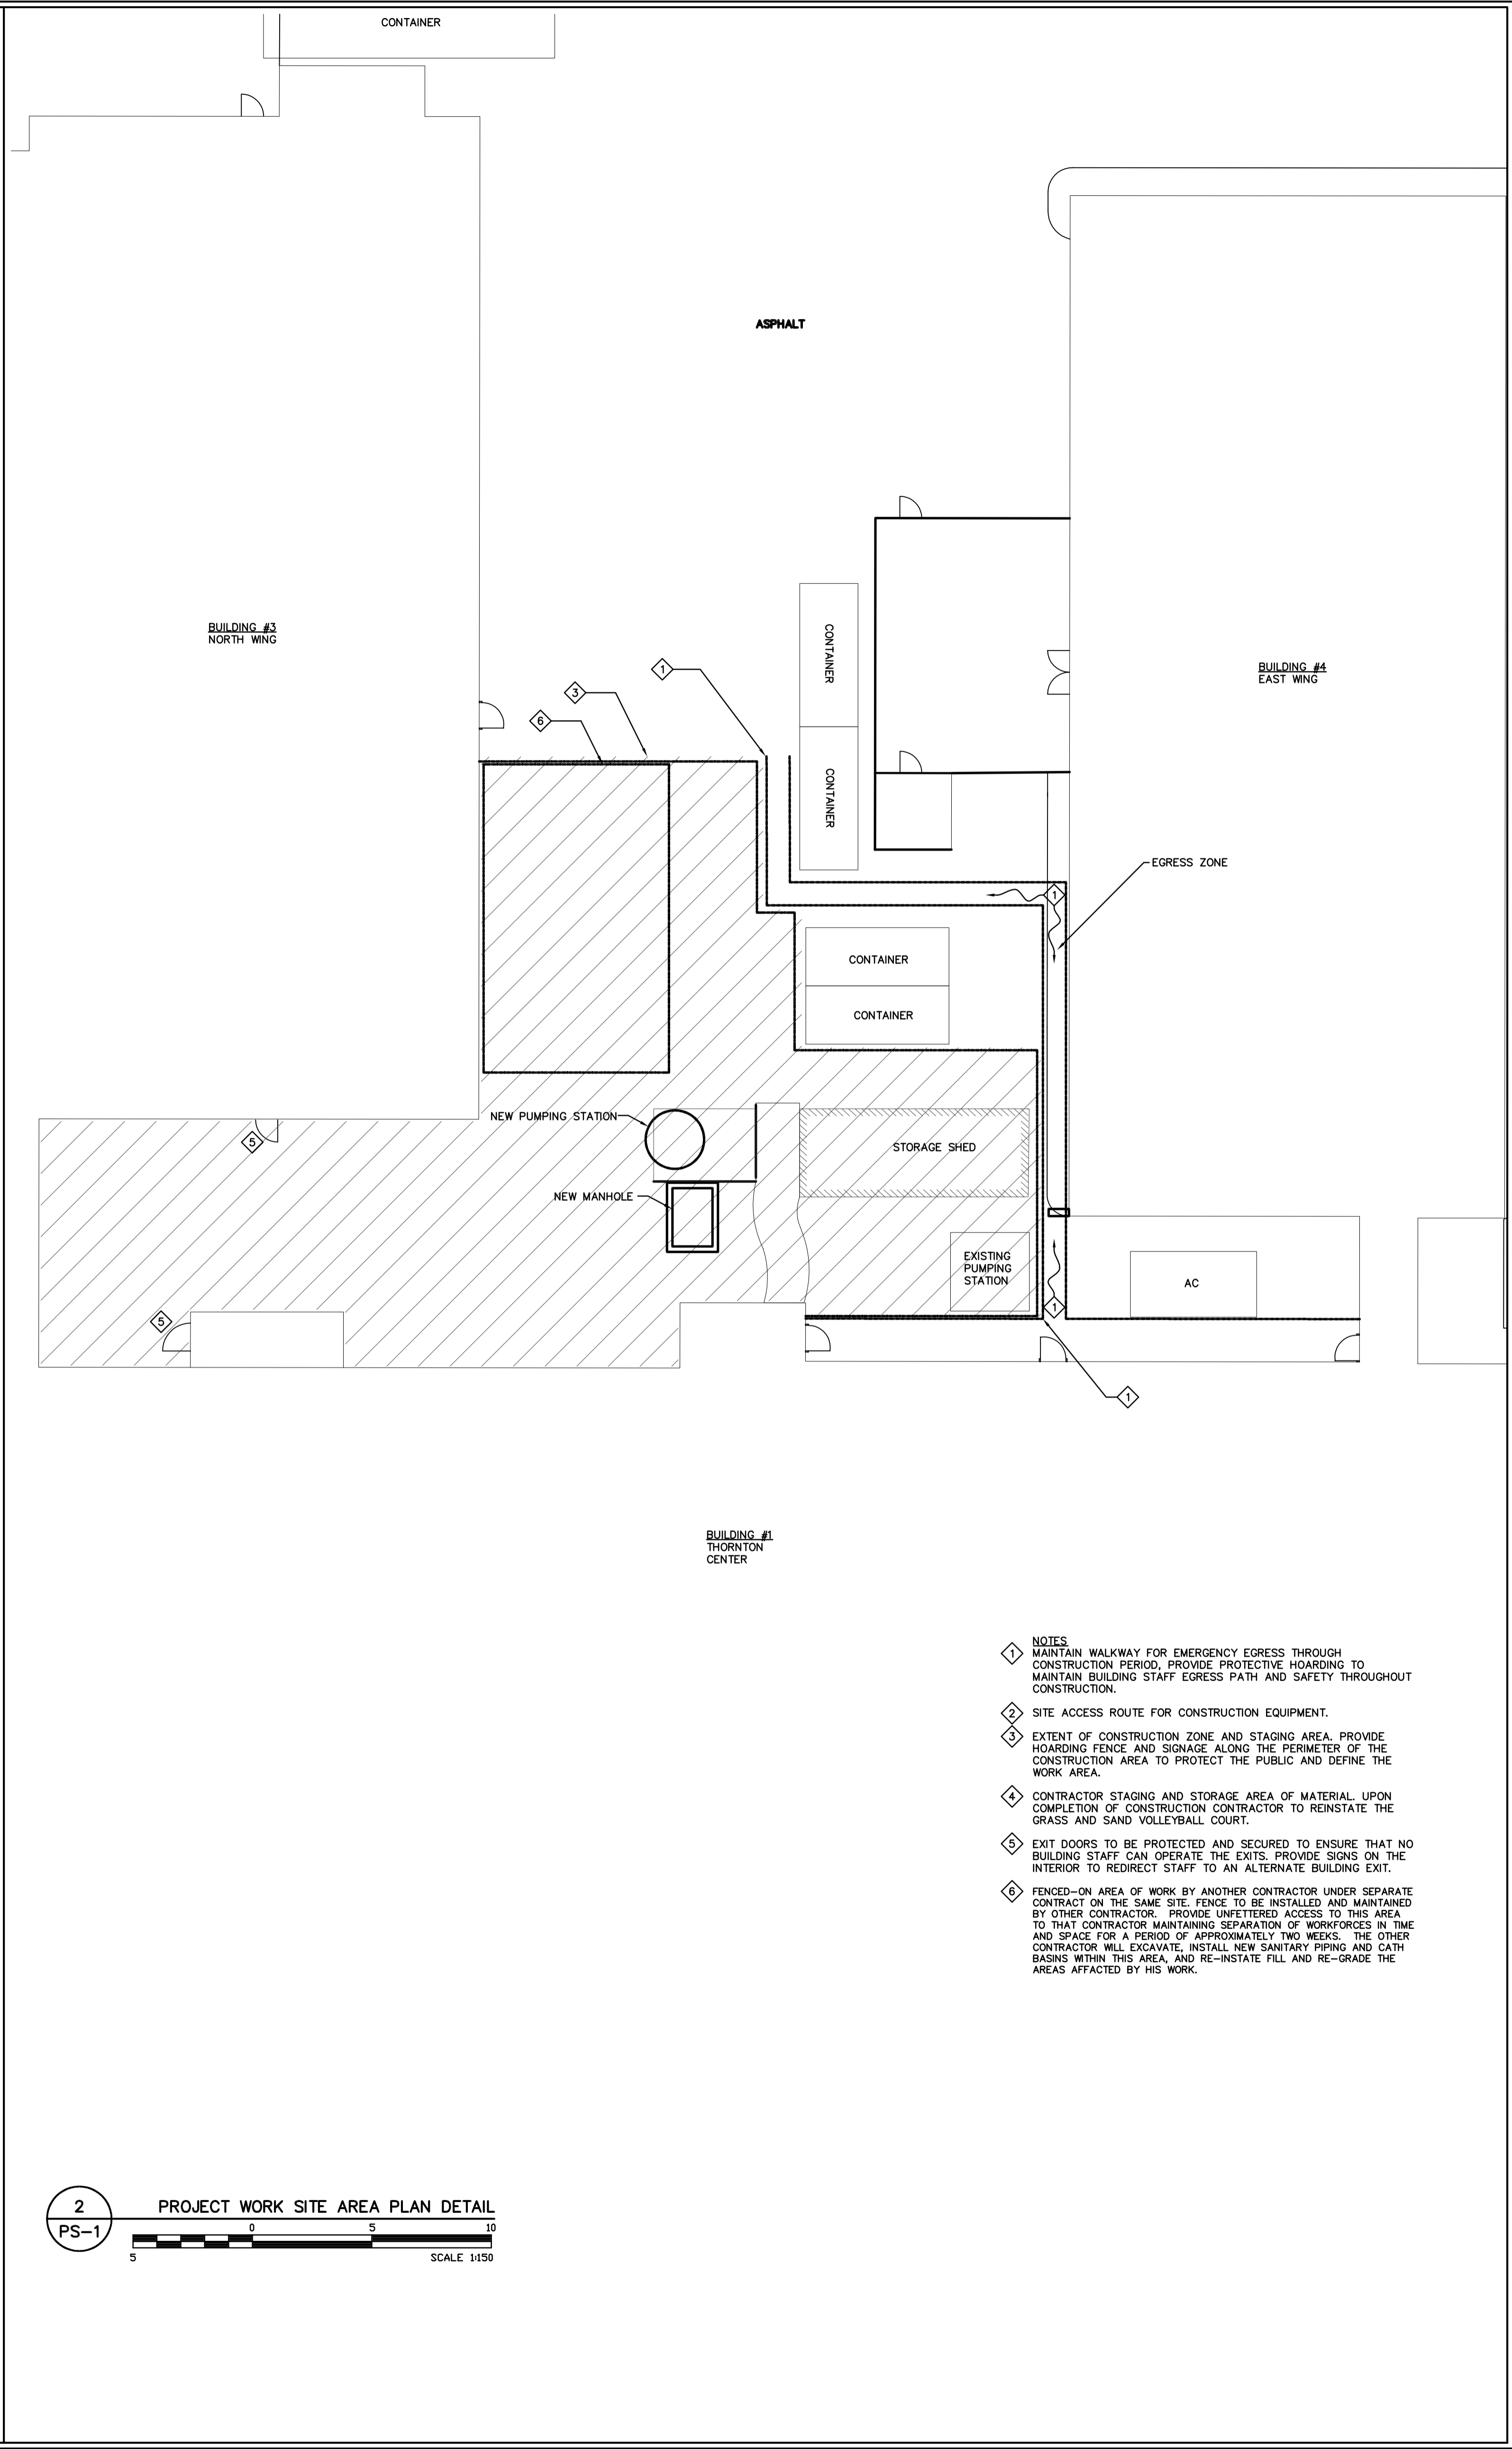 CONTAINER
ASPHALT
BUILDING #3
NORTH WING
CONTAINER
BUILDING #4
EAST WING
1
3
6
CONTAINER
EGRESS ZONE
1
CONTAINER
CONTAINER
NEW PUMPING STATION
5
STORAGE SHED
NEW MANHOLE
EXISTING
PUMPING
STATION
AC
1
5
1
BUILDING #1
THORNTON
CENTER
NOTES
1 MAINTAIN WALKWAY FOR EMERGENCY EGRESS THROUGH
CONSTRUCTION PERIOD, PROVIDE PROTECTIVE HOARDING TO
MAINTAIN BUILDING STAFF EGRESS PATH AND SAFETY THROUGHOUT
CONSTRUCTION.
2 SITE ACCESS ROUTE FOR CONSTRUCTION EQUIPMENT.
3 EXTENT OF CONSTRUCTION ZONE AND STAGING AREA. PROVIDE
HOARDING FENCE AND SIGNAGE ALONG THE PERIMETER OF THE
CONSTRUCTION AREA TO PROTECT THE PUBLIC AND DEFINE THE
WORK AREA.
4 CONTRACTOR STAGING AND STORAGE AREA OF MATERIAL. UPON
COMPLETION OF CONSTRUCTION CONTRACTOR TO REINSTATE THE
GRASS AND SAND VOLLEYBALL COURT.
5 EXIT DOORS TO BE PROTECTED AND SECURED TO ENSURE THAT NO
BUILDING STAFF CAN OPERATE THE EXITS. PROVIDE SIGNS ON THE
INTERIOR TO REDIRECT STAFF TO AN ALTERNATE BUILDING EXIT.
6 FENCED-ON AREA OF WORK BY ANOTHER CONTRACTOR UNDER SEPARATE
CONTRACT ON THE SAME SITE. FENCE TO BE INSTALLED AND MAINTAINED
BY OTHER CONTRACTOR. PROVIDE UNFETTERED ACCESS TO THIS AREA
TO THAT CONTRACTOR MAINTAINING SEPARATION OF WORKFORCES IN TIME
AND SPACE FOR A PERIOD OF APPROXIMATELY TWO WEEKS. THE OTHER
CONTRACTOR WILL EXCAVATE, INSTALL NEW SANITARY PIPING AND CATH
BASINS WITHIN THIS AREA, AND RE-INSTATE FILL AND RE-GRADE THE
AREAS AFFACTED BY HIS WORK.
2
PS-1
PROJECT WORK SITE AREA PLAN DETAIL
0 5 10
5
SCALE 1:150